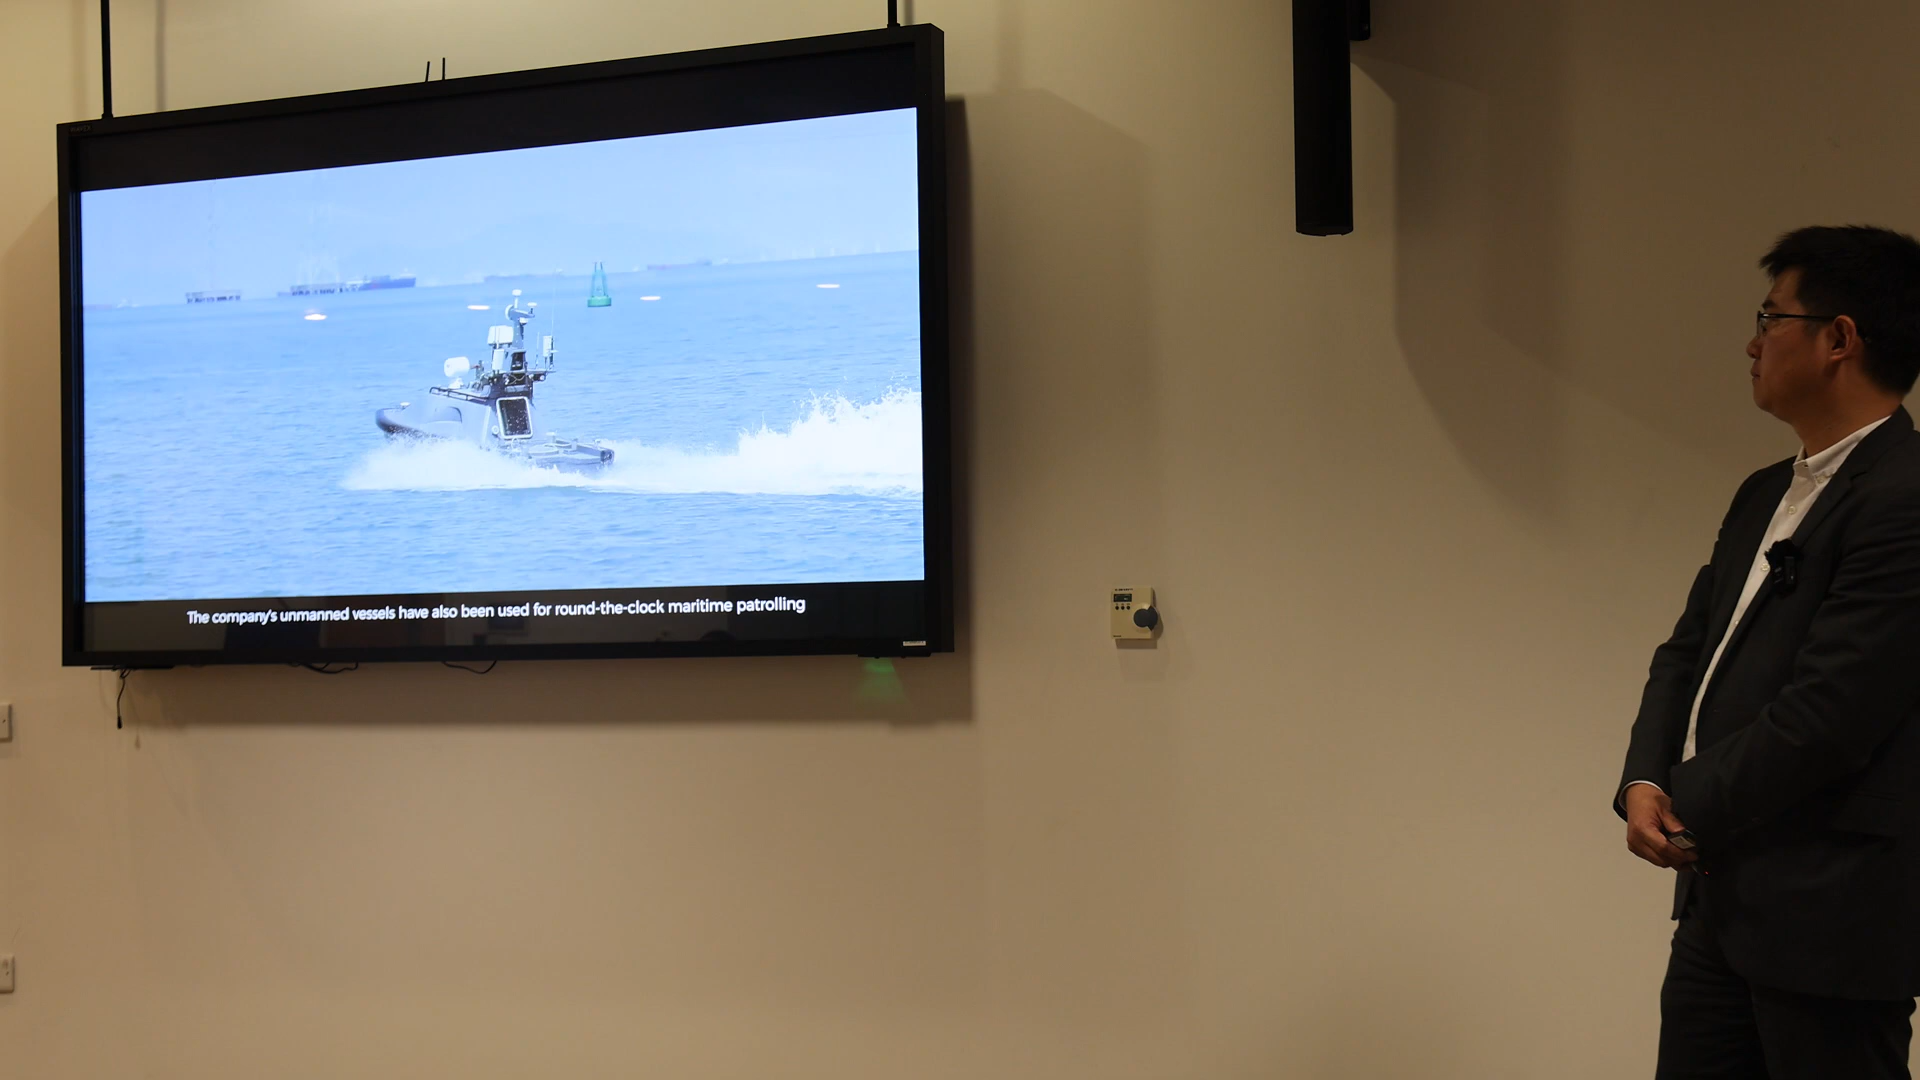 The company's unmanned vessels have also been used for round-the-clock maritime patrolling